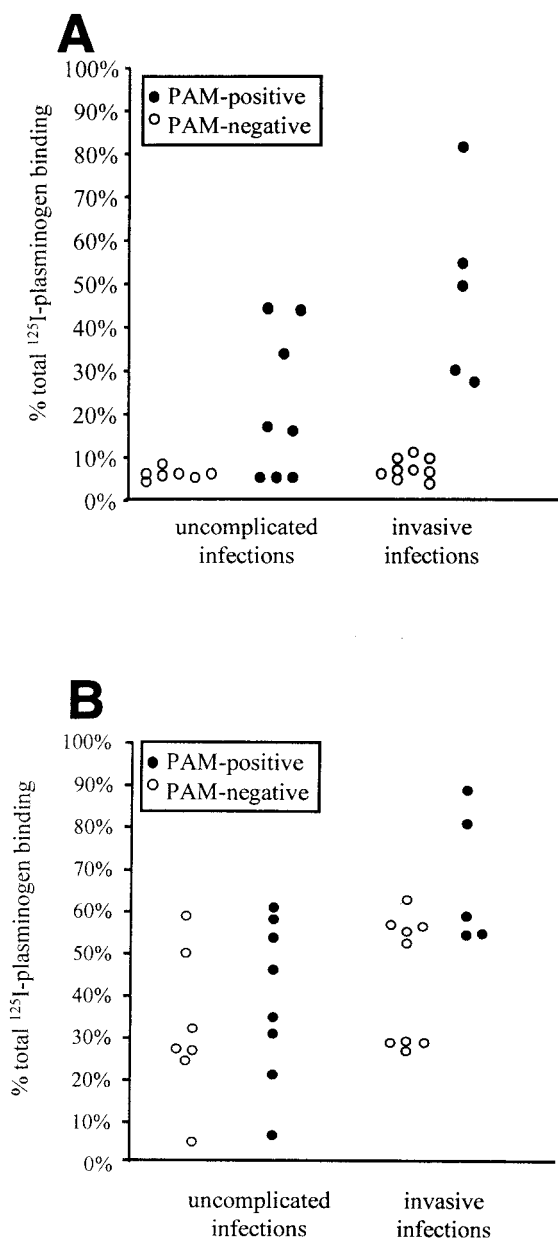 A
100%
90%
80%
70%
60%
50%
40%
30%
20%
10%
0%
% total ¹²⁵I-plasminogen binding
● PAM-positive
○ PAM-negative
uncomplicated
infections
invasive
infections
B
100%
90%
80%
70%
60%
50%
40%
30%
20%
10%
0%
% total ¹²⁵I-plasminogen binding
● PAM-positive
○ PAM-negative
uncomplicated
infections
invasive
infections